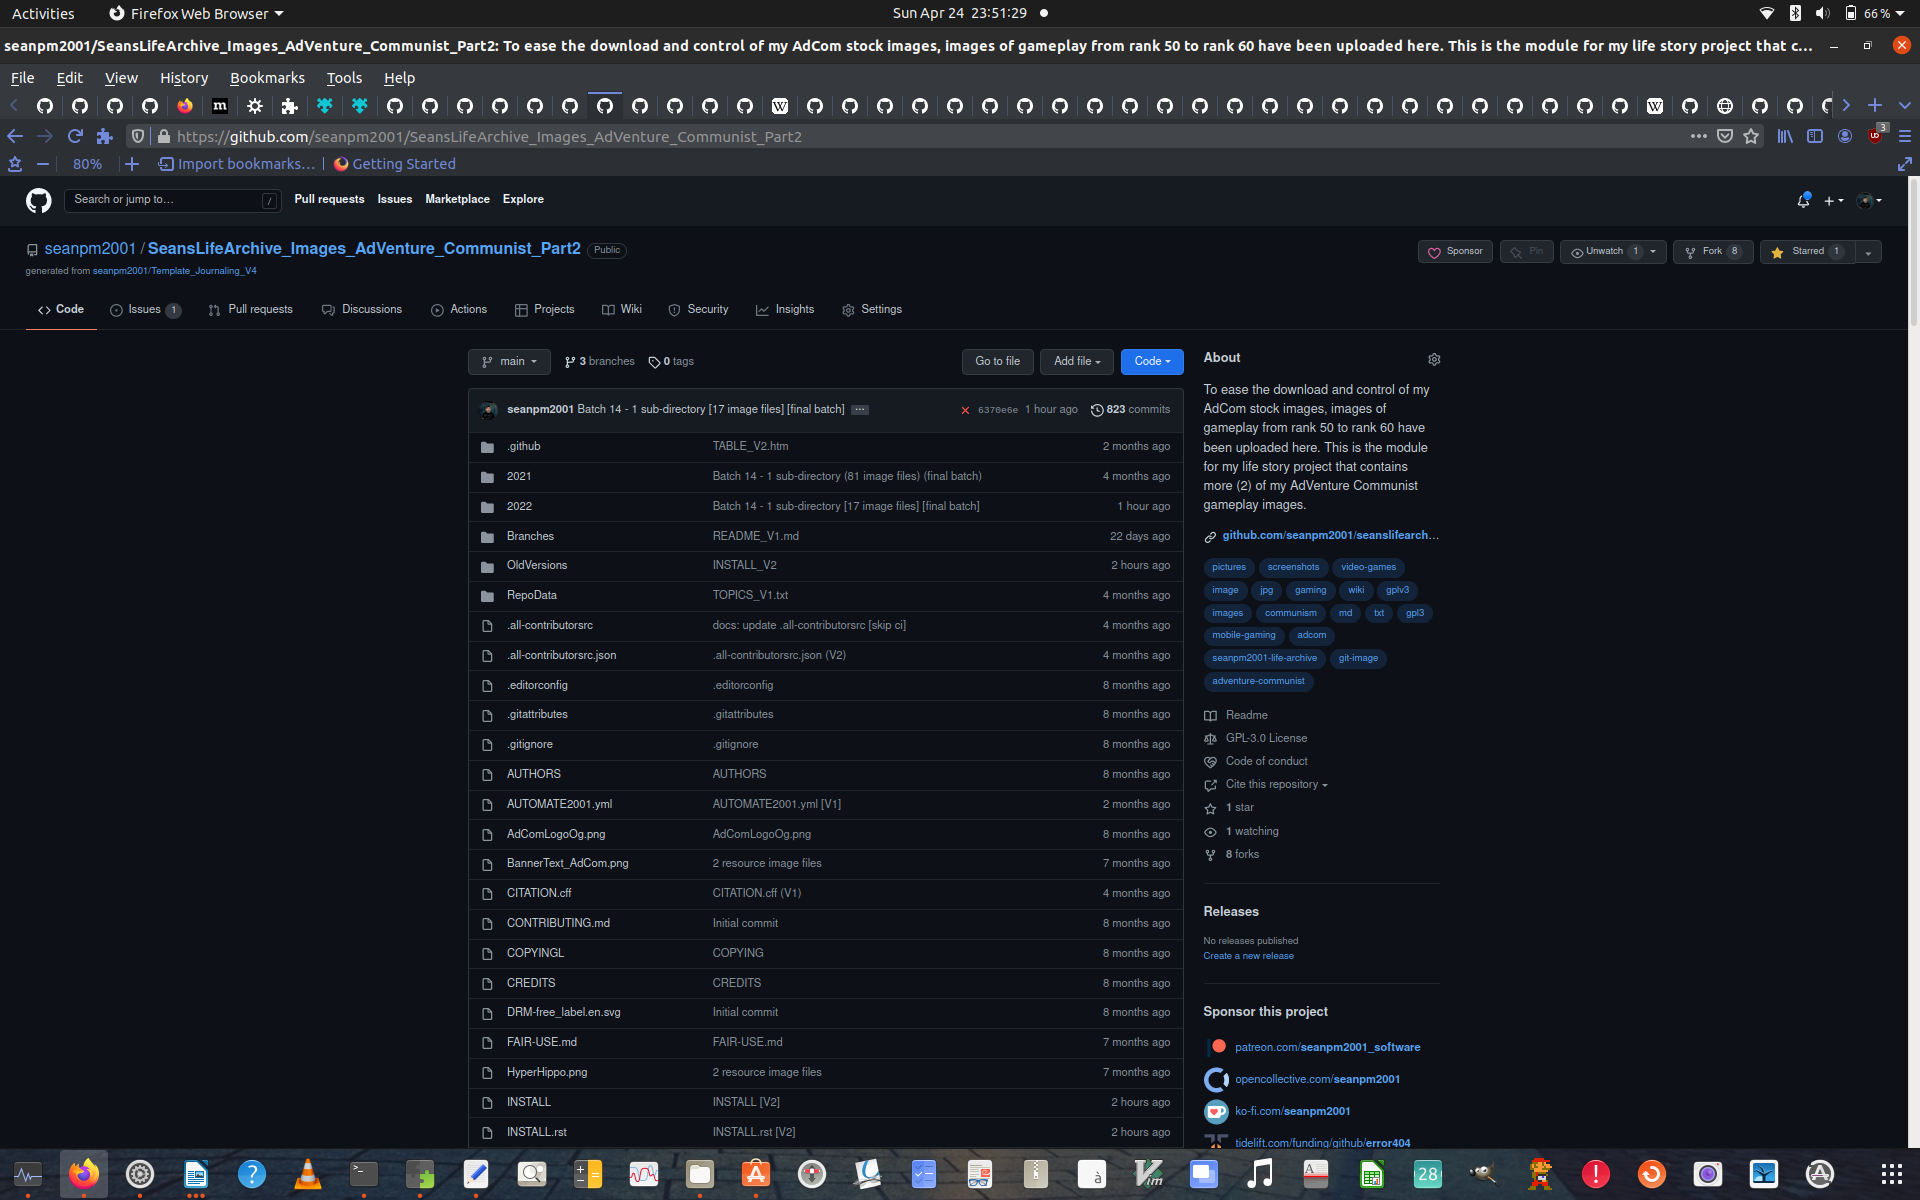 Activities Firefox Web Browser Sun Apr 24 23:51:29 66 %
seanpm2001/SeansLifeArchive_Images_AdVenture_Communist_Part2: To ease the download and control of my AdCom stock images, images of gameplay from rank 50 to rank 60 have been uploaded here. This is the module for my life story project that c...
File Edit View History Bookmarks Tools Help
https://github.com/seanpm2001/SeansLifeArchive_Images_AdVenture_Communist_Part2 3
80% Import bookmarks... Getting Started
Search or jump to... / Pull requests Issues Marketplace Explore
seanpm2001 / SeansLifeArchive_Images_AdVenture_Communist_Part2 Public Sponsor Pin Unwatch 1 Fork 8 Starred 1
generated from seanpm2001/Template_Journaling_V4
Code Issues 1 Pull requests Discussions Actions Projects Wiki Security Insights Settings
main 3 branches 0 tags Go to file Add file Code
seanpm2001 Batch 14 - 1 sub-directory [17 image files] [final batch] ... 6370e6e 1 hour ago 823 commits
.github TABLE_V2.htm 2 months ago
2021 Batch 14 - 1 sub-directory (81 image files) (final batch) 4 months ago
2022 Batch 14 - 1 sub-directory [17 image files] [final batch] 1 hour ago
Branches README_V1.md 22 days ago
OldVersions INSTALL_V2 2 hours ago
RepoData TOPICS_V1.txt 4 months ago
.all-contributorsrc docs: update .all-contributorsrc [skip ci] 4 months ago
.all-contributorsrc.json .all-contributorsrc.json (V2) 4 months ago
.editorconfig .editorconfig 8 months ago
.gitattributes .gitattributes 8 months ago
.gitignore .gitignore 8 months ago
AUTHORS AUTHORS 8 months ago
AUTOMATE2001.yml AUTOMATE2001.yml [V1] 2 months ago
AdComLogoOg.png AdComLogoOg.png 8 months ago
BannerText_AdCom.png 2 resource image files 7 months ago
CITATION.cff CITATION.cff (V1) 4 months ago
CONTRIBUTING.md Initial commit 8 months ago
COPYINGL COPYING 8 months ago
CREDITS CREDITS 8 months ago
DRM-free_label.en.svg Initial commit 8 months ago
FAIR-USE.md FAIR-USE.md 7 months ago
HyperHippo.png 2 resource image files 7 months ago
INSTALL INSTALL [V2] 2 hours ago
INSTALL.rst INSTALL.rst [V2] 2 hours ago
About
To ease the download and control of my
AdCom stock images, images of
gameplay from rank 50 to rank 60 have
been uploaded here. This is the module
for my life story project that contains
more (2) of my AdVenture Communist
gameplay images.
github.com/seanpm2001/seanslifearch...
pictures screenshots video-games
image jpg gaming wiki gplv3
images communism md txt gpl3
mobile-gaming adcom
seanpm2001-life-archive git-image
adventure-communist
Readme
GPL-3.0 License
Code of conduct
Cite this repository
1 star
1 watching
8 forks
Releases
No releases published
Create a new release
Sponsor this project
patreon.com/seanpm2001_software
opencollective.com/seanpm2001
ko-fi.com/seanpm2001
tidelift.com/funding/github/error404
28